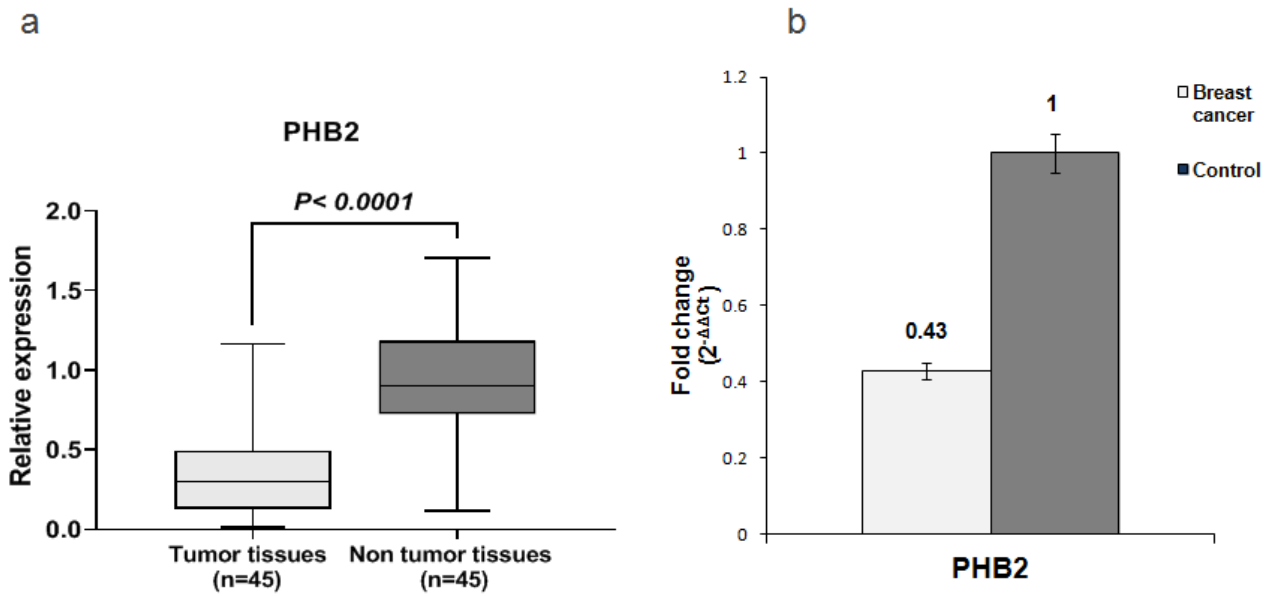 a
PHB2
P< 0.0001
Relative expression
2.0
1.5
1.0
0.5
0.0
Tumor tissues
(n=45)
Non tumor tissues
(n=45)
b
Fold change
(2-ΔΔCt)
1.2
1
0.8
0.6
0.4
0.2
0
0.43
1
PHB2
Breast
cancer
Control